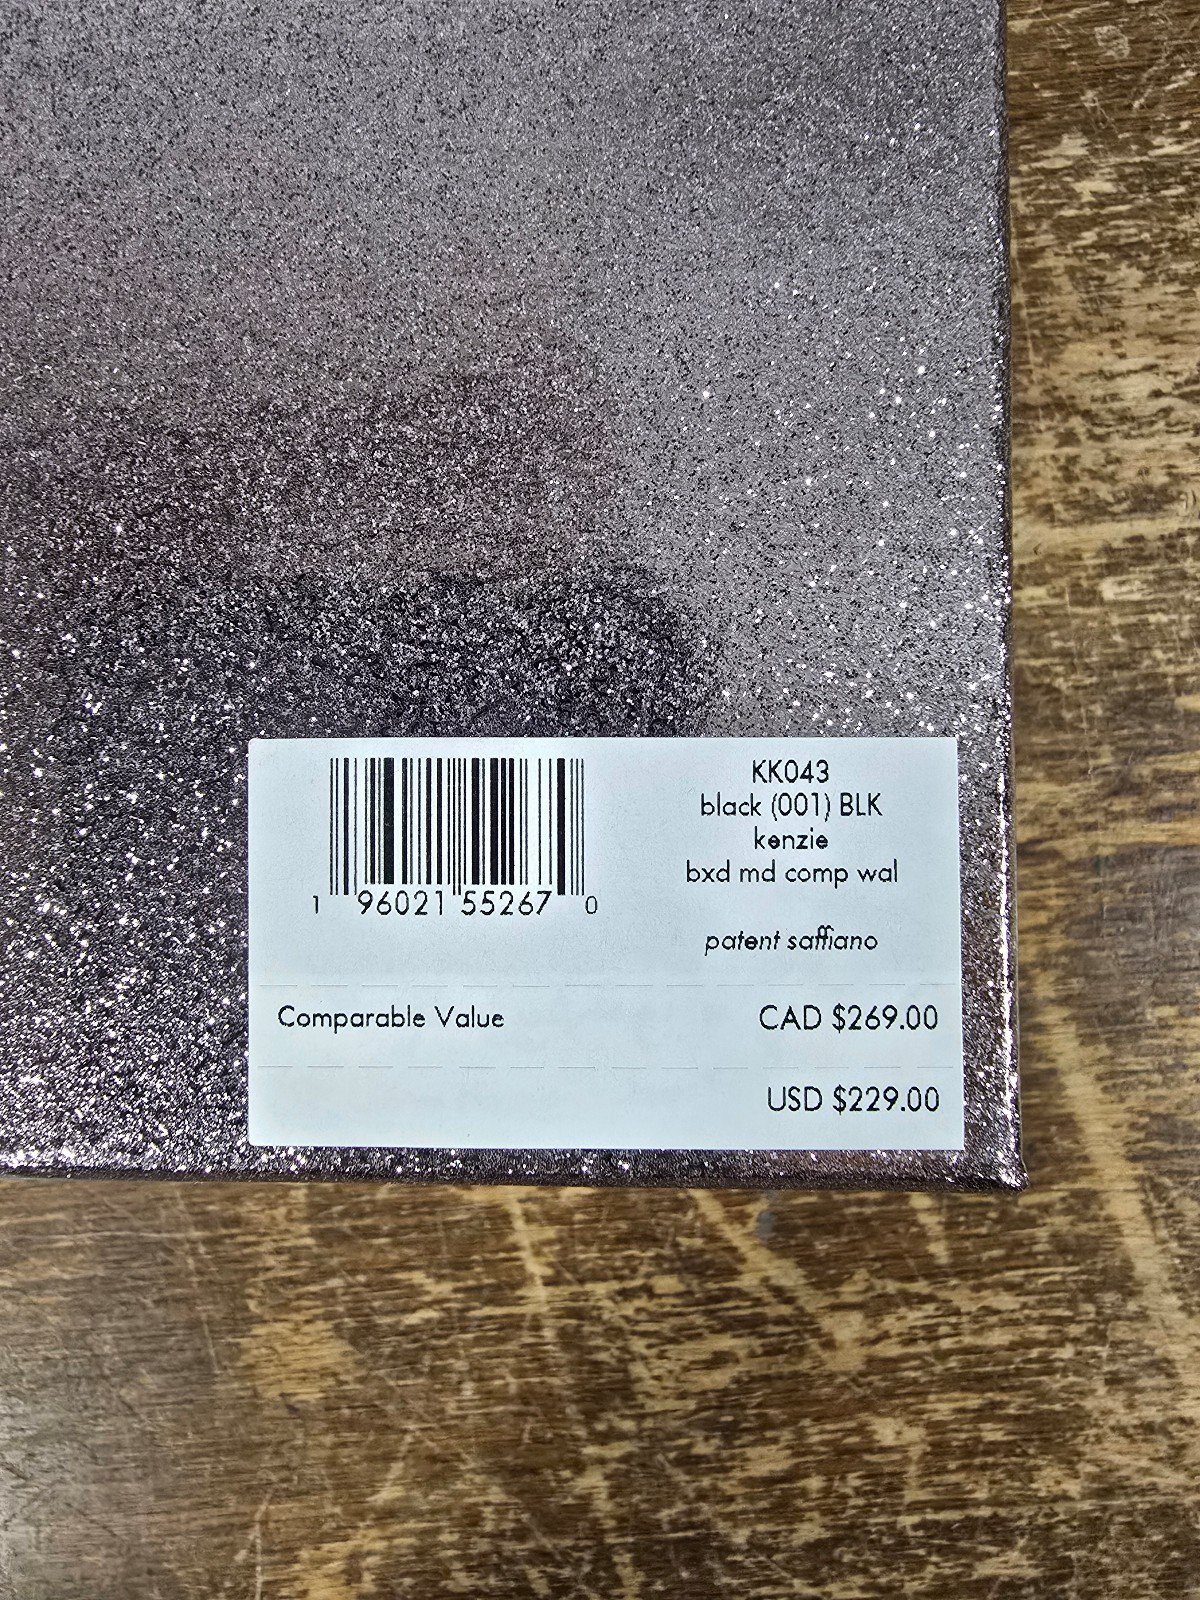 1 96021 55267 0
KK043
black (001) BLK
kenzie
bxd md comp wal
patent saffiano
Comparable Value CAD $269.00
USD $229.00